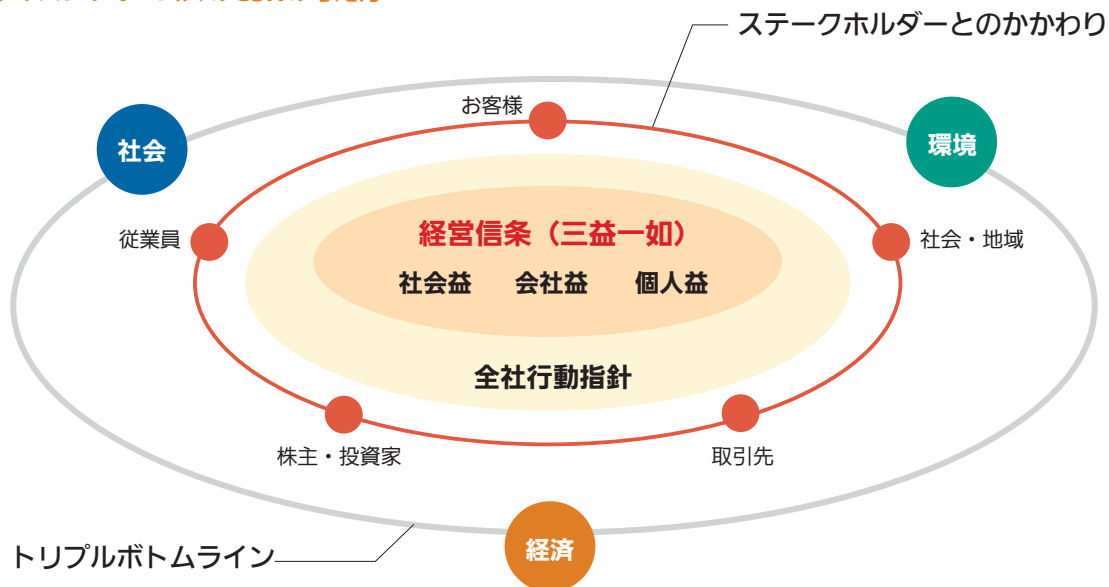 ステークホルダーとのかかわり
お客様
社会
環境
従業員
社会・地域
経営信条（三益一如）
社会益 会社益 個人益
全社行動指針
株主・投資家
取引先
トリプルボトムライン
経済